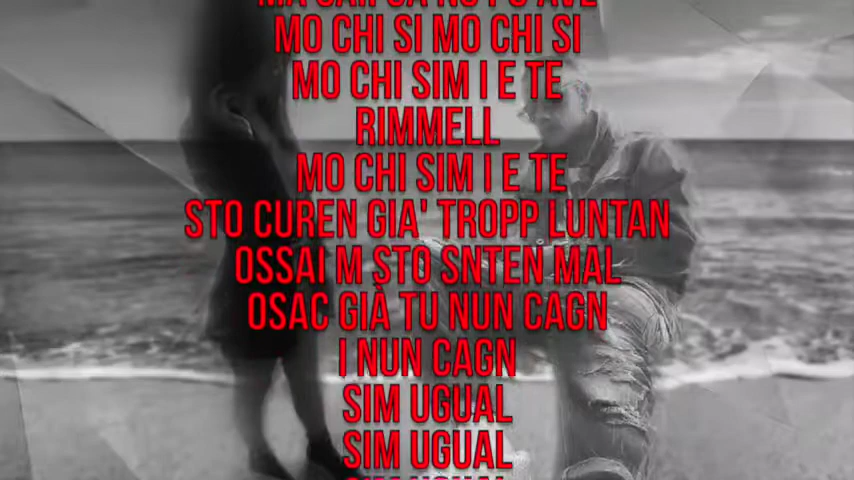 MO CHI SI MO CHI SI
MO CHI SIM I E TE
RIMMELL
MO CHI SIM I E TE
STO CUREN GIA' TROPP LUNTAN
OSSAI M STO SNTEN MAL
OSAC GIÀ TU NUN CAGN
I NUN CAGN
SIM UGUAL
SIM UGUAL